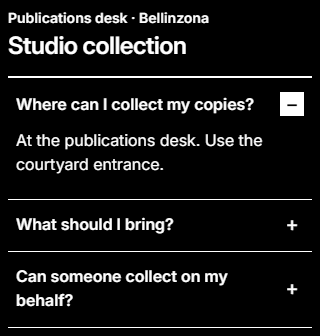 Publications desk · Bellinzona
Studio collection
Where can I collect my copies? −
At the publications desk. Use the
courtyard entrance.
What should I bring? +
Can someone collect on my
behalf? +